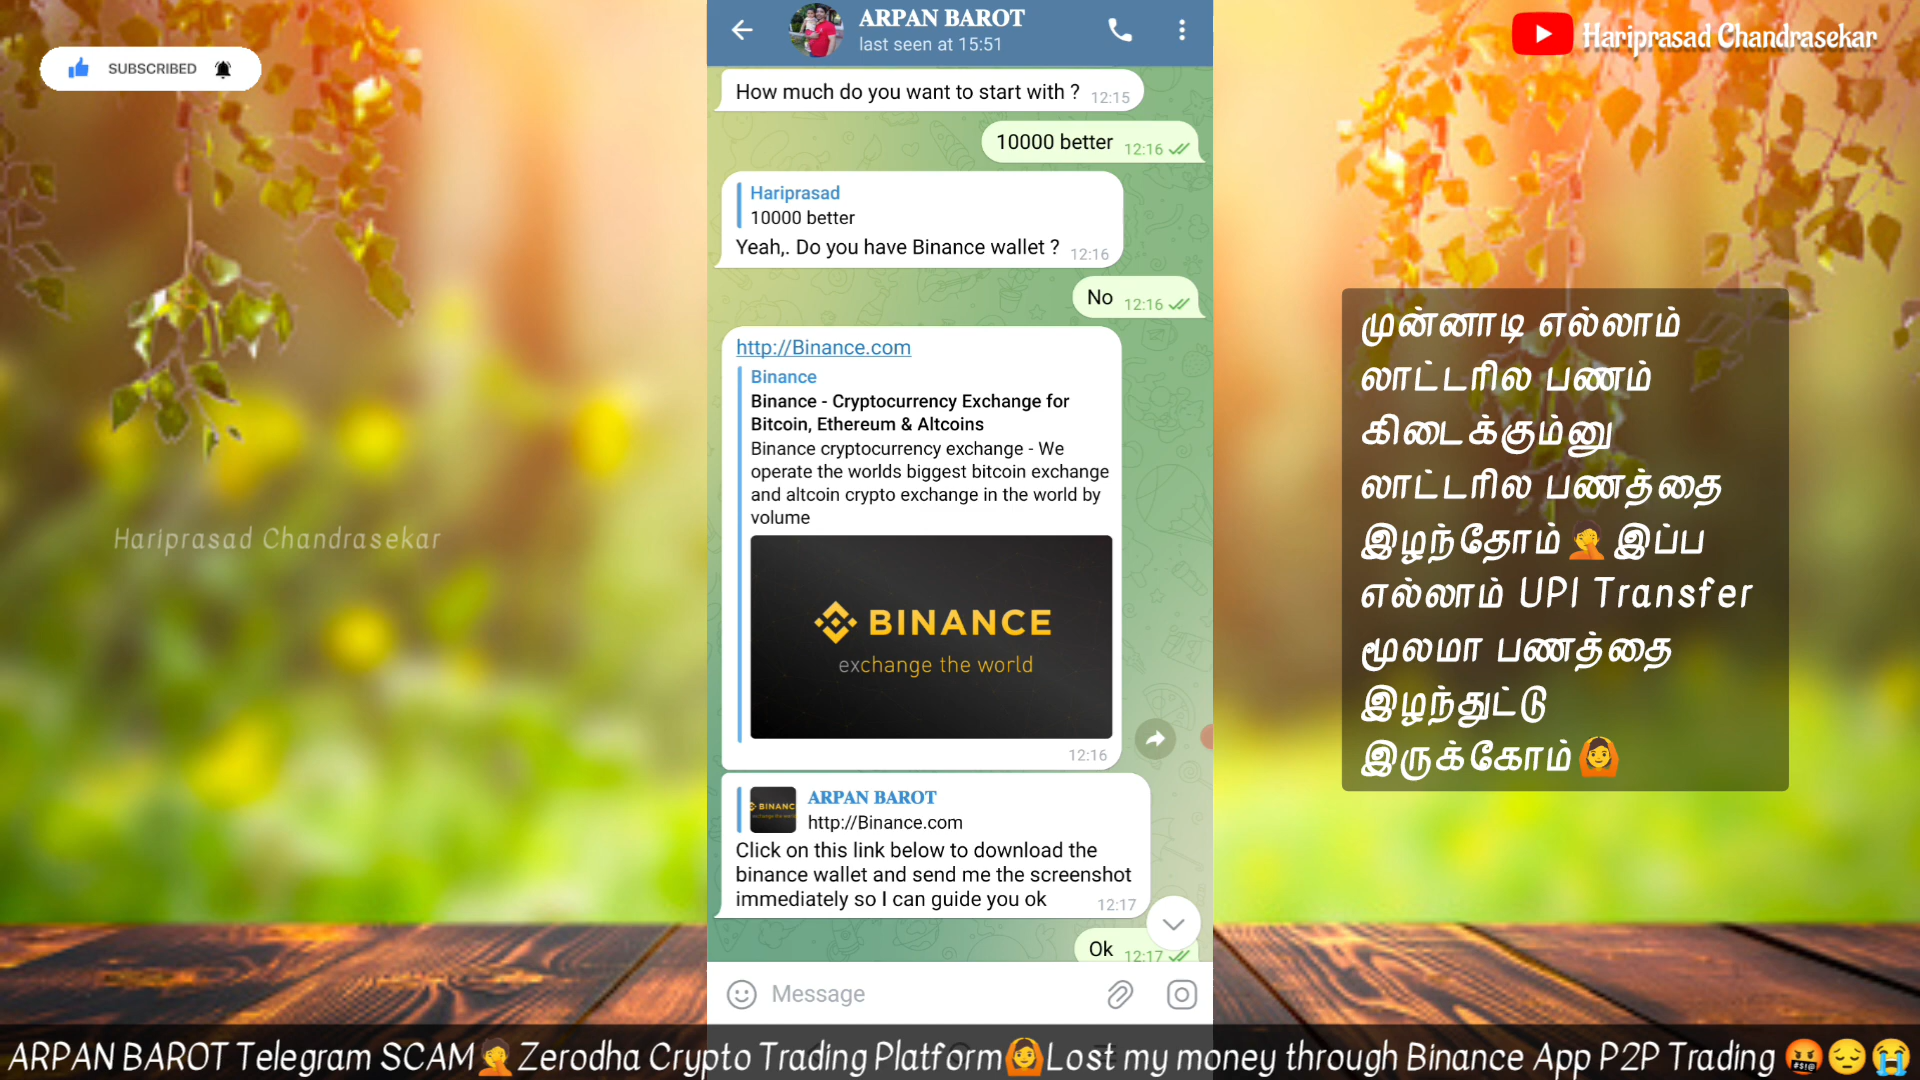 SUBSCRIBED
Hariprasad Chandrasekar
ARPAN BAROT
last seen at 15:51
How much do you want to start with ? 12:15
10000 better 12:16
Hariprasad
10000 better
Yeah,. Do you have Binance wallet ? 12:16
No 12:16
http://Binance.com
Binance
Binance - Cryptocurrency Exchange for
Bitcoin, Ethereum & Altcoins
Binance cryptocurrency exchange - We
operate the worlds biggest bitcoin exchange
and altcoin crypto exchange in the world by
volume
BINANCE
exchange the world
12:16
BINANCE
exchange the world
ARPAN BAROT
http://Binance.com
Click on this link below to download the
binance wallet and send me the screenshot
immediately so I can guide you ok 12:17
Ok 12:17
Message
Hariprasad Chandrasekar
முன்னாடி எல்லாம்
லாட்டரில பணம்
கிடைக்கும்னு
லாட்டரில பணத்தை
இழந்தோம்🤦இப்ப
எல்லாம் UPI Transfer
மூலமா பணத்தை
இழந்துட்டு
இருக்கோம்🙆
ARPAN BAROT Telegram SCAM🤦Zerodha Crypto Trading Platform🙆Lost my money through Binance App P2P Trading 🤬😔😭